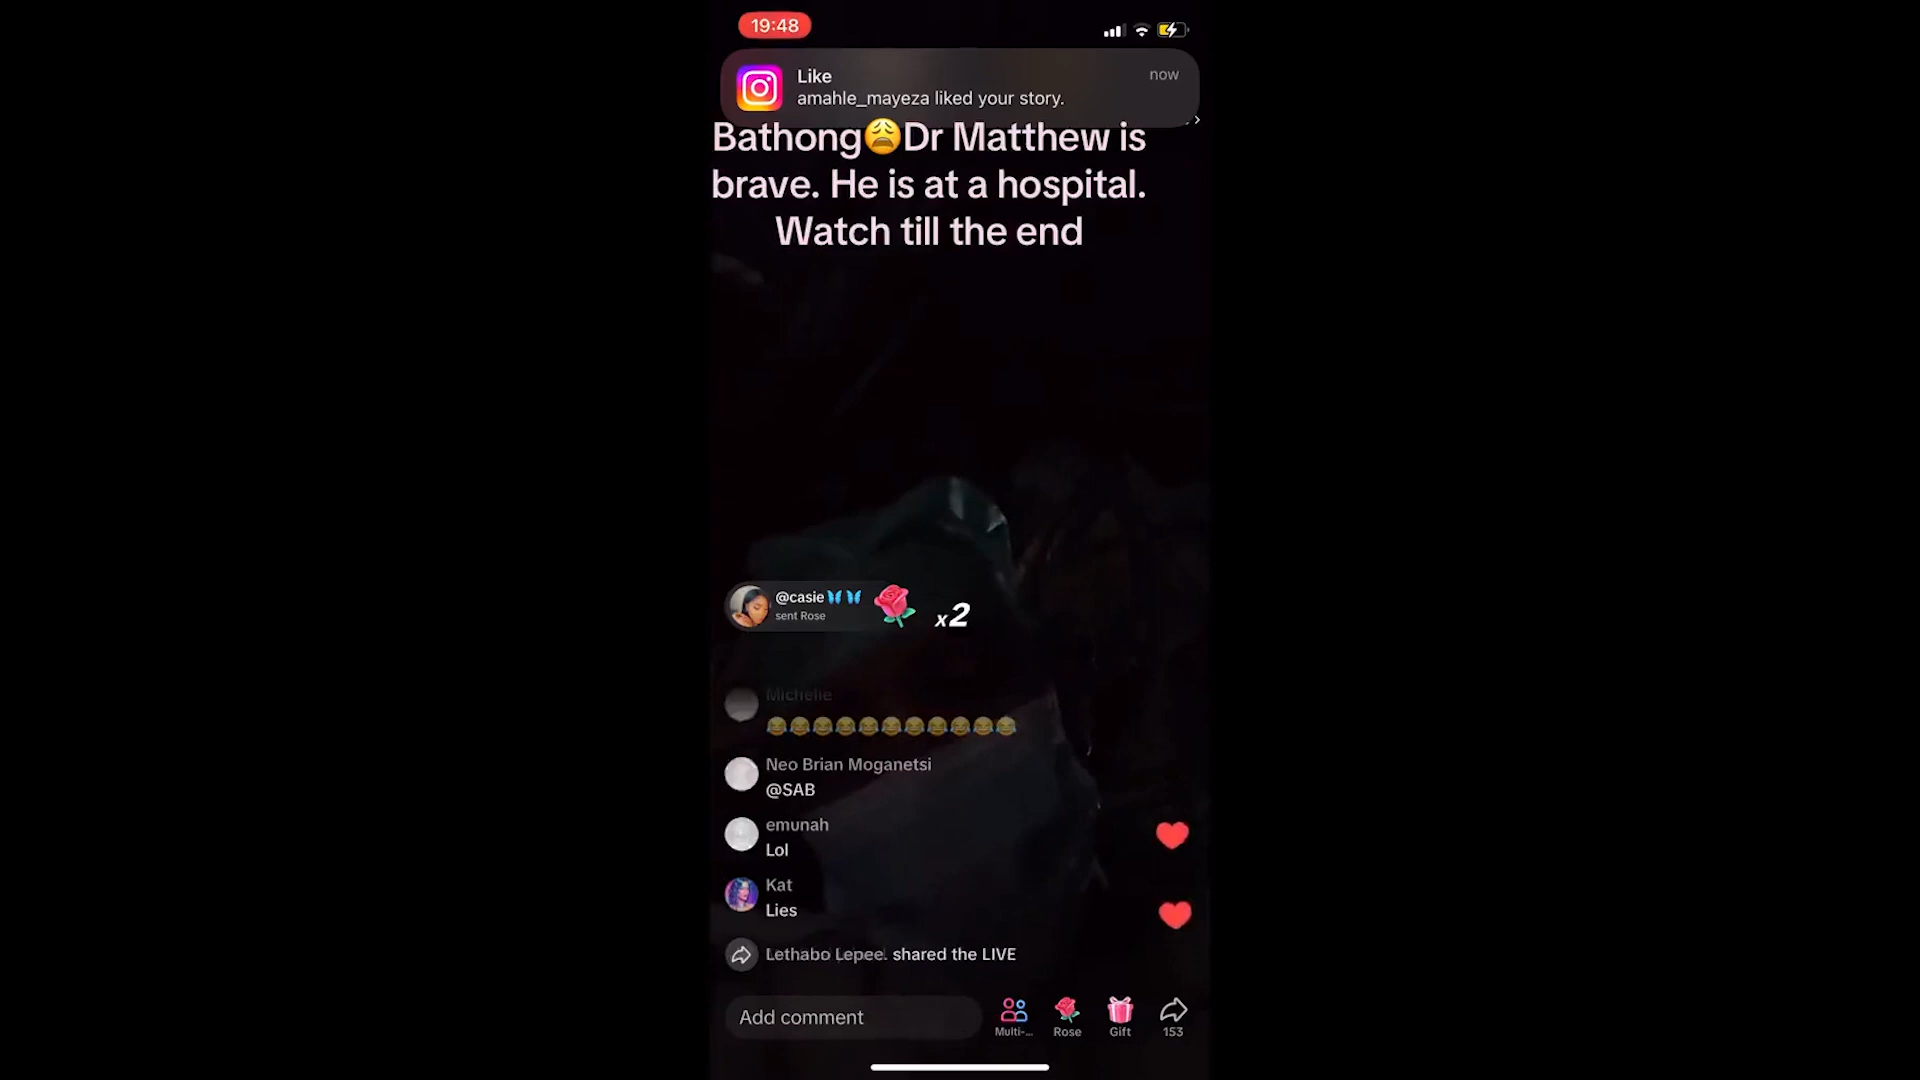 19:48
Like
now
amahle_mayeza liked your story.
Bathong😩Dr Matthew is
brave. He is at a hospital.
Watch till the end
@casie🦋🦋
sent Rose
x2
Michelle
😂😂😂😂😂😂😂😂😂😂😂
Neo Brian Moganetsi
@SAB
emunah
Lol
Kat
Lies
Lethabo Lepee. shared the LIVE
Add comment
Multi-...
Rose
Gift
153